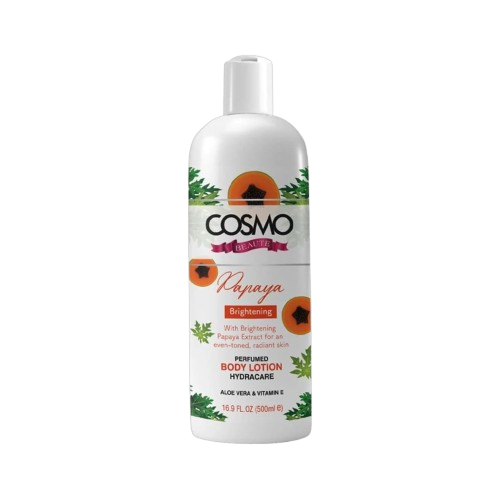 COSMO
BEAUTÉ
Papaya
Brightening
With Brightening
Papaya Extract for an
even-toned, radiant skin
PERFUMED
BODY LOTION
HYDRACARE
ALOE VERA & VITAMIN E
16.9 FL OZ (500ml ℮)